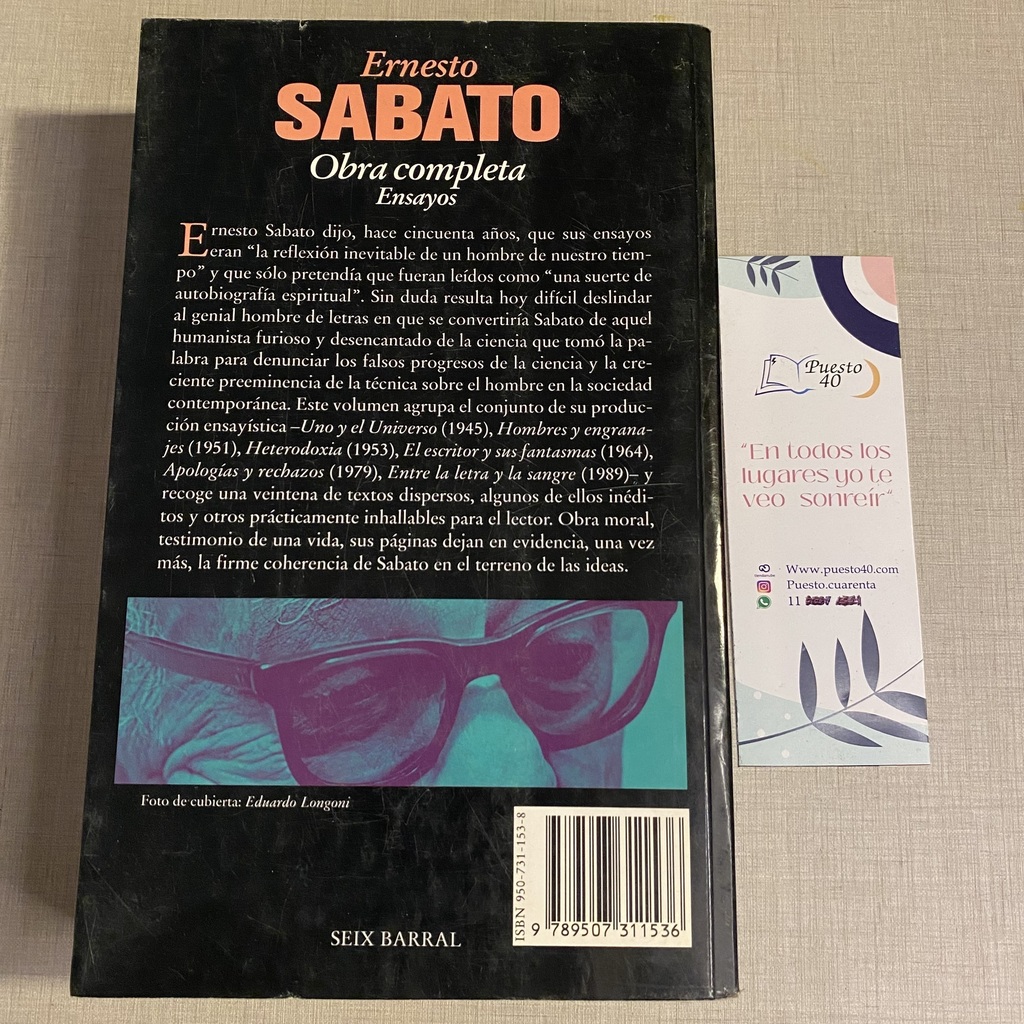 Ernesto
SABATO
Obra completa
Ensayos
Ernesto Sabato dijo, hace cincuenta años, que sus ensayos
eran “la reflexión inevitable de un hombre de nuestro tiem-
po” y que sólo pretendía que fueran leídos como “una suerte de
autobiografía espiritual”. Sin duda resulta hoy difícil deslindar
al genial hombre de letras en que se convertiría Sabato de aquel
humanista furioso y desencantado de la ciencia que tomó la pa-
labra para denunciar los falsos progresos de la ciencia y la cre-
ciente preeminencia de la técnica sobre el hombre en la sociedad
contemporánea. Este volumen agrupa el conjunto de su produc-
ción ensayística –Uno y el Universo (1945), Hombres y engrana-
jes (1951), Heterodoxia (1953), El escritor y sus fantasmas (1964),
Apologías y rechazos (1979), Entre la letra y la sangre (1989)– y
recoge una veintena de textos dispersos, algunos de ellos inédi-
tos y otros prácticamente inhallables para el lector. Obra moral,
testimonio de una vida, sus páginas dejan en evidencia, una vez
más, la firme coherencia de Sabato en el terreno de las ideas.
Foto de cubierta: Eduardo Longoni
SEIX BARRAL
ISBN 950-731-153-8
9 789507 311536
Puesto
40
“En todos los
lugares yo te
veo sonreír“
Www.puesto40.com
Puesto.cuarenta
11